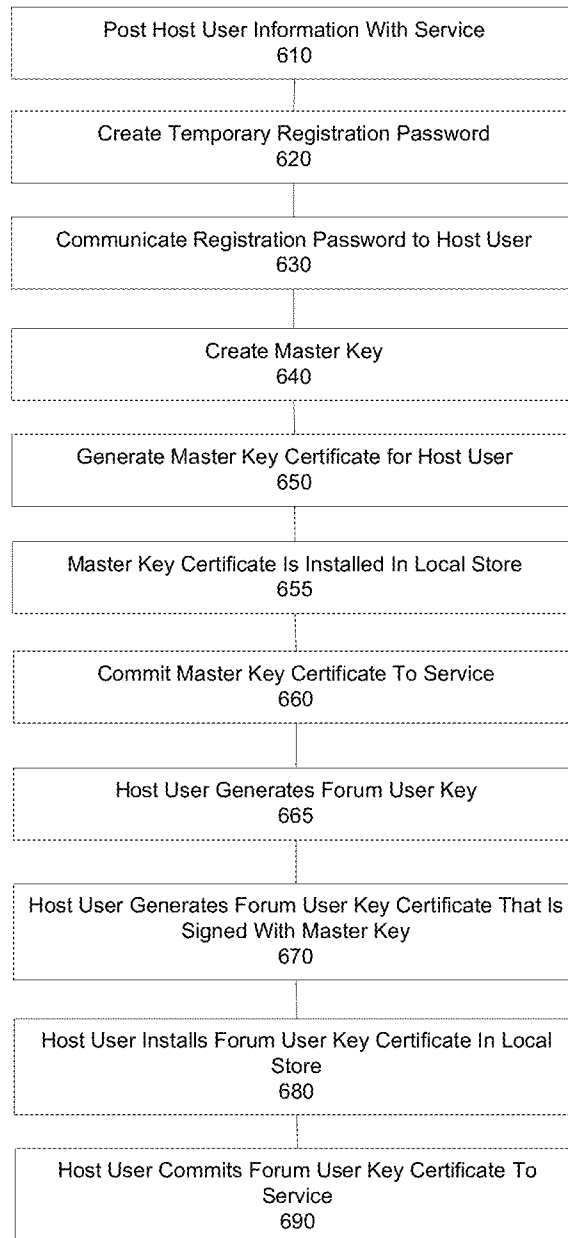 Post Host User Information With Service
610
Create Temporary Registration Password
620
Communicate Registration Password to Host User
630
Create Master Key
640
Generate Master Key Certificate for Host User
650
Master Key Certificate Is Installed In Local Store
655
Commit Master Key Certificate To Service
660
Host User Generates Forum User Key
665
Host User Generates Forum User Key Certificate That Is
Signed With Master Key
670
Host User Installs Forum User Key Certificate In Local
Store
680
Host User Commits Forum User Key Certificate To
Service
690